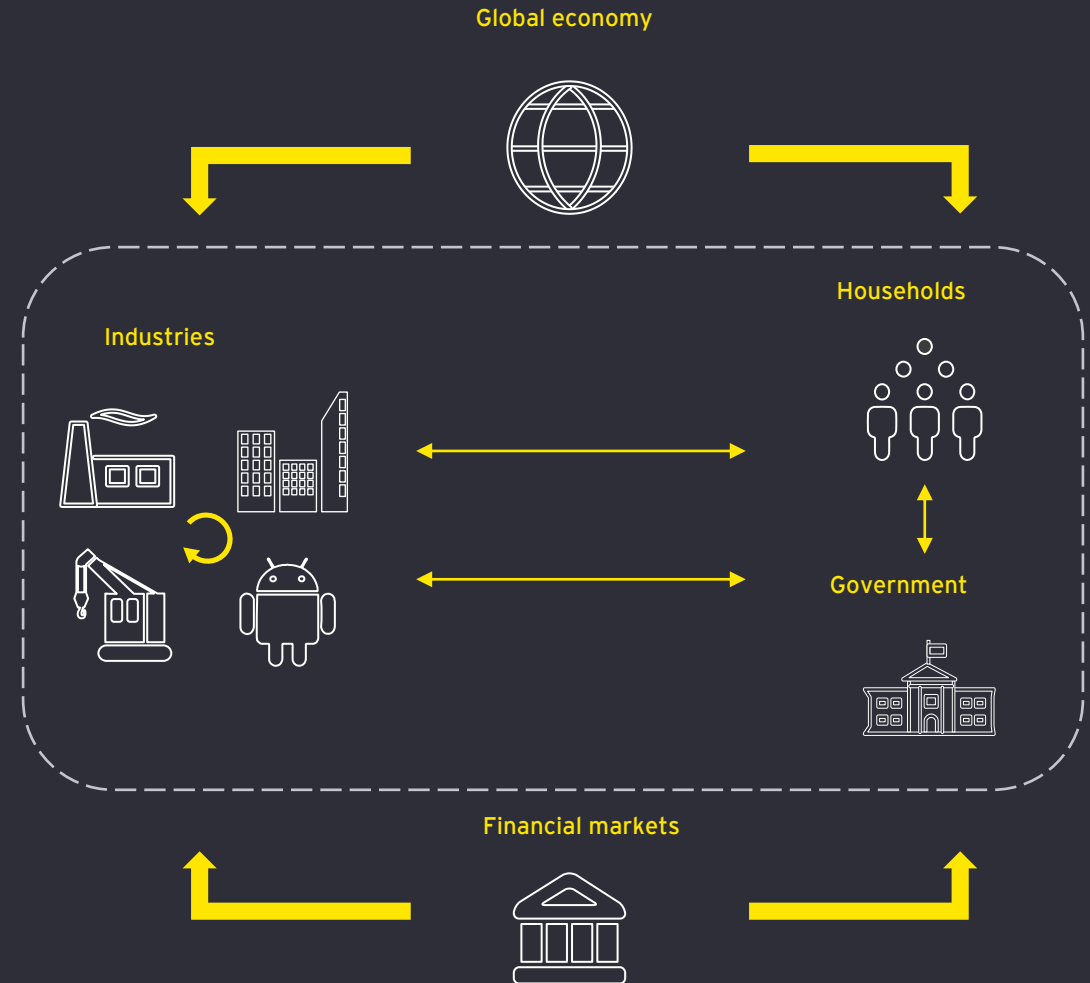 Global economy
Households
Industries
Government
Financial markets